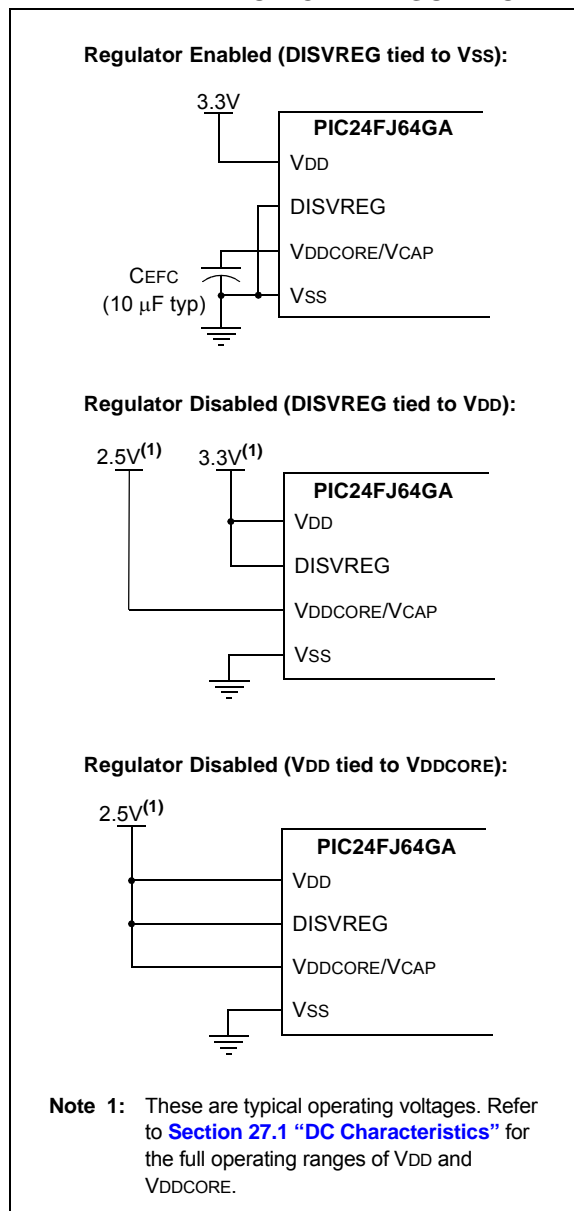 Regulator Enabled (DISVREG tied to VSS):
3.3V
PIC24FJ64GA
VDD
DISVREG
VDDCORE/VCAP
CEFC
(10 μF typ)
VSS
Regulator Disabled (DISVREG tied to VDD):
2.5V(1) 3.3V(1)
PIC24FJ64GA
VDD
DISVREG
VDDCORE/VCAP
VSS
Regulator Disabled (VDD tied to VDDCORE):
2.5V(1)
PIC24FJ64GA
VDD
DISVREG
VDDCORE/VCAP
VSS
Note 1: These are typical operating voltages. Refer
to Section 27.1 “DC Characteristics” for
the full operating ranges of VDD and
VDDCORE.